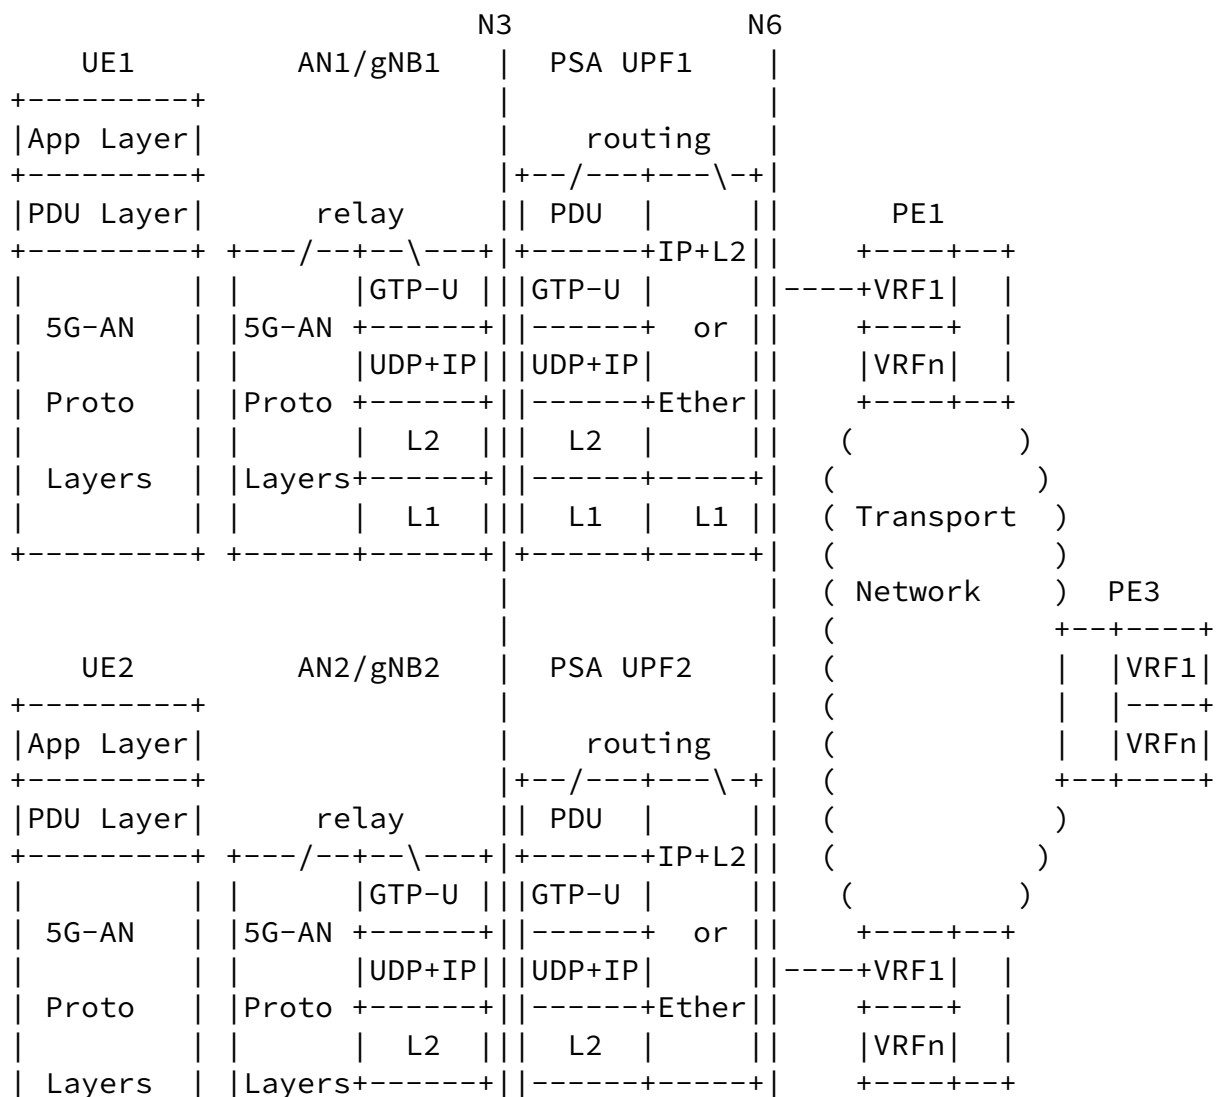 N3             N6
    UE1         AN1/gNB1   |  PSA UPF1    |
+---------+                |              |
|App Layer|                |    routing   |
+---------+                |+--/---+---\-+|
|PDU Layer|      relay     || PDU  |     ||      PE1
+---------+ +---/--+--\---+|+------+IP+L2||    +----+--+
|         | |      |GTP-U |||GTP-U |     ||----+VRF1|  |
| 5G-AN   | |5G-AN +------+||------+  or ||    +----+  |
|         | |      |UDP+IP|||UDP+IP|     ||    |VRFn|  |
| Proto   | |Proto +------+||------+Ether||    +----+--+
|         | |      |  L2  |||  L2  |     ||   (         )
| Layers  | |Layers+------+||------+-----+|  (           )
|         | |      |  L1  |||  L1  |  L1 ||  ( Transport  )
+---------+ +------+------+|+------+-----+|  (            )
                           |              |  ( Network    )  PE3
                           |              |  (            +--+----+
    UE2         AN2/gNB2   |  PSA UPF2    |  (            |  |VRF1|
+---------+                |              |  (            |  |----+
|App Layer|                |    routing   |  (            |  |VRFn|
+---------+                |+--/---+---\-+|  (            +--+----+
|PDU Layer|      relay     || PDU  |     ||  (            )
+---------+ +---/--+--\---+|+------+IP+L2||  (           )
|         | |      |GTP-U |||GTP-U |     ||   (         )
| 5G-AN   | |5G-AN +------+||------+  or ||    +----+--+
|         | |      |UDP+IP|||UDP+IP|     ||----+VRF1|  |
| Proto   | |Proto +------+||------+Ether||    +----+  |
|         | |      |  L2  |||  L2  |     ||    |VRFn|  |
| Layers  | |Layers+------+||------+-----+|    +----+--+